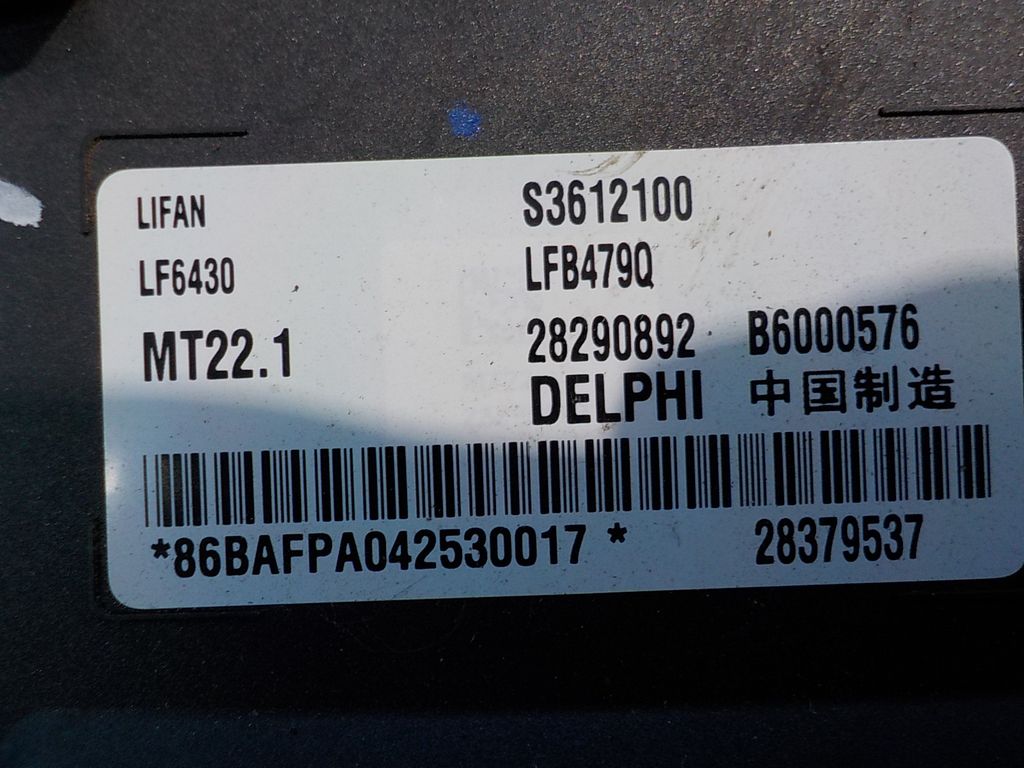 LIFAN S3612100
LF6430 LFB479Q
MT22.1 28290892 B6000576
DELPHI 中国制造
*86BAFPA042530017 * 28379537